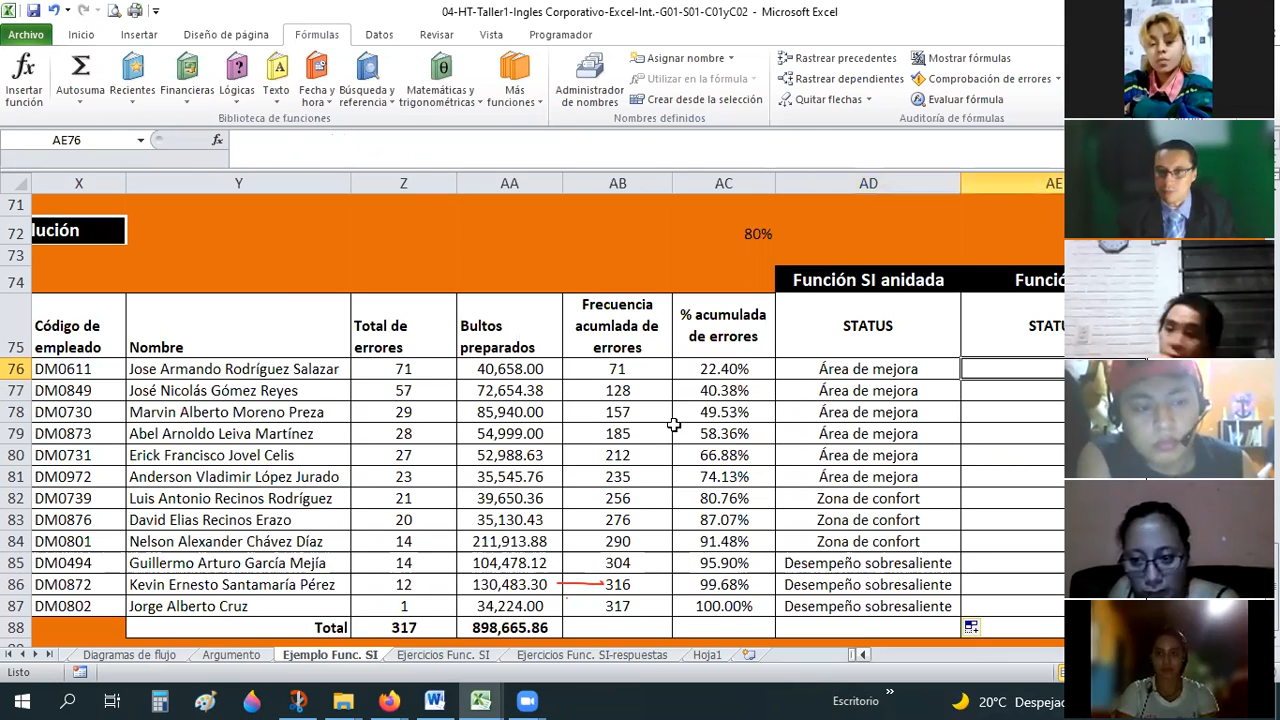 04-HT-Taller1-Ingles Corporativo-Excel-Int.-G01-S01-C01yC02 - Microsoft Excel
Archivo Inicio Insertar Diseño de página Fórmulas Datos Revisar Vista Programador
Insertar función Autosuma Recientes Financieras Lógicas Texto Fecha y hora Búsqueda y referencia Matemáticas y trigonométricas Más funciones
Biblioteca de funciones
Administrador de nombres
Asignar nombre
Utilizar en la fórmula
Crear desde la selección
Nombres definidos
Rastrear precedentes
Rastrear dependientes
Quitar flechas
Mostrar fórmulas
Comprobación de errores
Evaluar fórmula
Auditoría de fórmulas
AE76 fx
X Y Z AA AB AC AD AE
71
72 lución 80%
73
74 Función SI anidada Funció
75 Código de empleado Nombre Total de errores Bultos preparados Frecuencia acumlada de errores % acumulada de errores STATUS STATU
76 DM0611 Jose Armando Rodríguez Salazar 71 40,658.00 71 22.40% Área de mejora
77 DM0849 José Nicolás Gómez Reyes 57 72,654.38 128 40.38% Área de mejora
78 DM0730 Marvin Alberto Moreno Preza 29 85,940.00 157 49.53% Área de mejora
79 DM0873 Abel Arnoldo Leiva Martínez 28 54,999.00 185 58.36% Área de mejora
80 DM0731 Erick Francisco Jovel Celis 27 52,988.63 212 66.88% Área de mejora
81 DM0972 Anderson Vladimir López Jurado 23 35,545.76 235 74.13% Área de mejora
82 DM0739 Luis Antonio Recinos Rodríguez 21 39,650.36 256 80.76% Zona de confort
83 DM0876 David Elias Recinos Erazo 20 35,130.43 276 87.07% Zona de confort
84 DM0801 Nelson Alexander Chávez Díaz 14 211,913.88 290 91.48% Zona de confort
85 DM0494 Guillermo Arturo García Mejía 14 104,478.12 304 95.90% Desempeño sobresaliente
86 DM0872 Kevin Ernesto Santamaría Pérez 12 130,483.30 316 99.68% Desempeño sobresaliente
87 DM0802 Jorge Alberto Cruz 1 34,224.00 317 100.00% Desempeño sobresaliente
88 Total 317 898,665.86
Diagramas de flujo Argumento Ejemplo Func. SI Ejercicios Func. SI Ejercicios Func. SI-respuestas Hoja1
Listo
Escritorio » 20°C Despejad